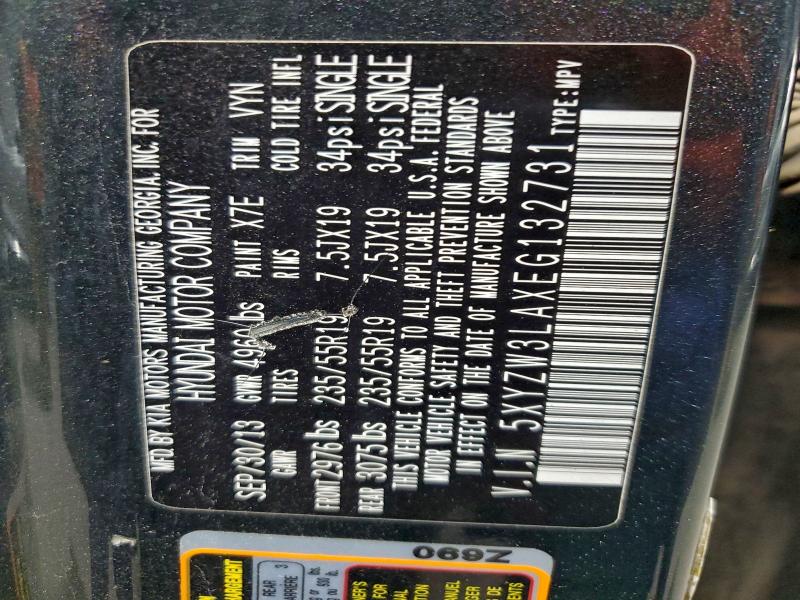 MFD BY KIA MOTORS MANUFACTURING GEORGIA, INC. FOR
HYUNDAI MOTOR COMPANY
SEP/30/13 GVWR 4960lbs PAINT X7E TRIM VYN
GAWR TIRES RIMS COLD TIRE INFL
FRONT 2976lbs 235/55R19 7.5JX19 34psi SINGLE
REAR 3075lbs 235/55R19 7.5JX19 34psi SINGLE
THIS VEHICLE CONFORMS TO ALL APPLICABLE U.S.A. FEDERAL
MOTOR VEHICLE SAFETY AND THEFT PREVENTION STANDARDS
IN EFFECT ON THE DATE OF MANUFACTURE SHOWN ABOVE
V.I.N 5XYZW3LAXEG132731 TYPE:MPV
N690
REAR 3